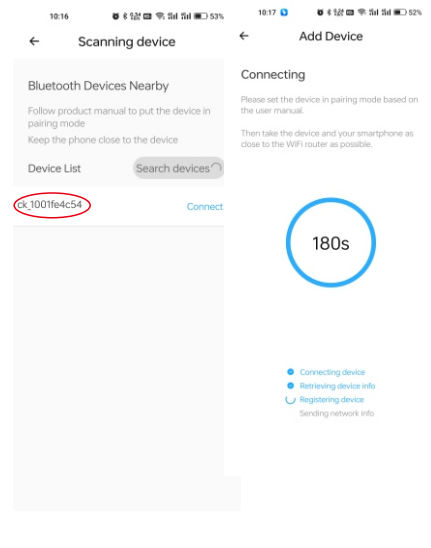 10:16
53%
Scanning device
Bluetooth Devices Nearby
Follow product manual to put the device in
pairing mode
Keep the phone close to the device
Device List
Search devices
ck_1001fe4c54
Connect
10:17
52%
Add Device
Connecting
Please set the device in pairing mode based on
the user manual.
Then take the device and your smartphone as
close to the WiFi router as possible.
180s
Connecting device
Retrieving device info
Registering device
Sending network info